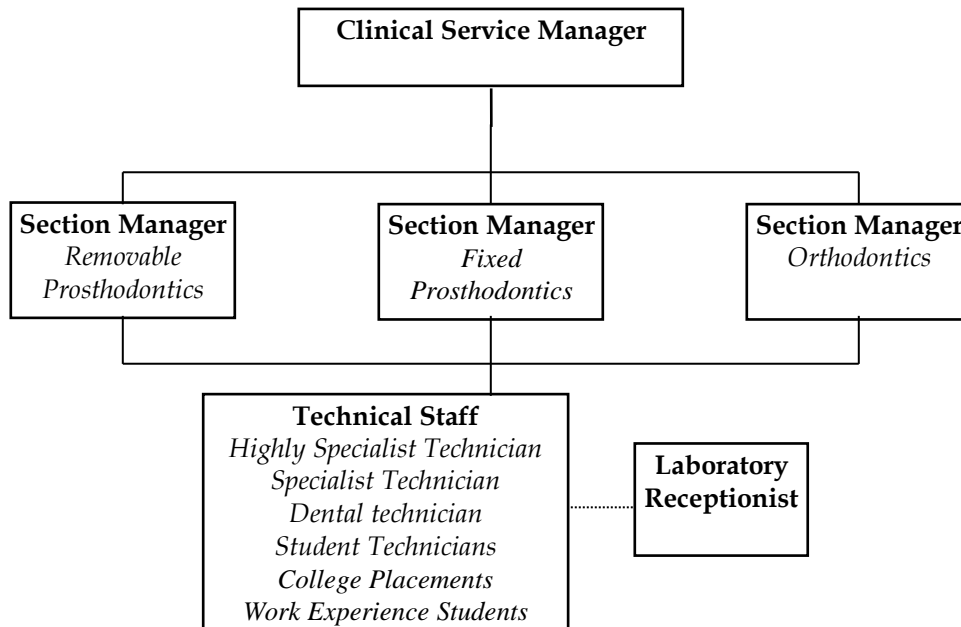 Clinical Service Manager
Section Manager
Removable
Prosthodontics
Section Manager
Fixed
Prosthodontics
Section Manager
Orthodontics
Technical Staff
Highly Specialist Technician
Specialist Technician
Dental technician
Student Technicians
College Placements
Work Experience Students
Laboratory
Receptionist